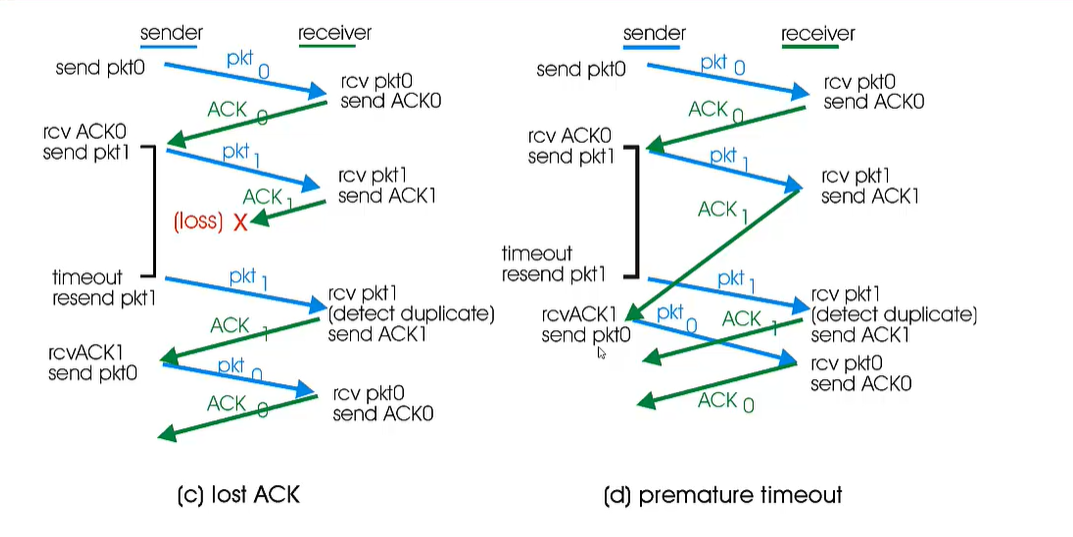 sender
receiver
send pkt0
pkt 0
rcv pkt0
send ACK0
ACK 0
rcv ACK0
send pkt1
pkt 1
rcv pkt1
send ACK1
ACK 1
(loss) X
timeout
resend pkt1
pkt 1
rcv pkt1
(detect duplicate)
send ACK1
ACK 1
rcvACK1
send pkt0
pkt 0
rcv pkt0
send ACK0
ACK 0
(c) lost ACK
sender
receiver
send pkt0
pkt 0
rcv pkt0
send ACK0
ACK 0
rcv ACK0
send pkt1
pkt 1
rcv pkt1
send ACK1
ACK 1
timeout
resend pkt1
pkt 1
rcv pkt1
(detect duplicate)
send ACK1
rcvACK1
send pkt0
pkt 0
ACK 1
rcv pkt0
send ACK0
ACK 0
(d) premature timeout